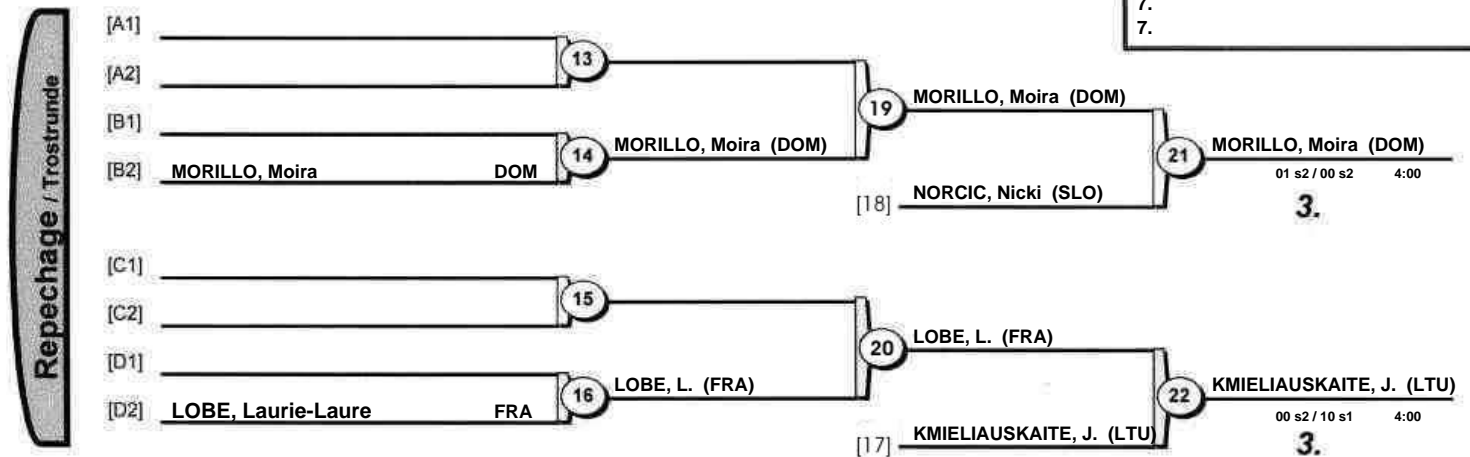 7.
7.
Repechage / Trostrunde
[A1]
[A2]
13
[B1]
[B2] MORILLO, Moira DOM
14
MORILLO, Moira (DOM)
19
MORILLO, Moira (DOM)
[18] NORCIC, Nicki (SLO)
21
MORILLO, Moira (DOM)
01 s2 / 00 s2 4:00
3.
[C1]
[C2]
15
[D1]
[D2] LOBE, Laurie-Laure FRA
16
LOBE, L. (FRA)
20
LOBE, L. (FRA)
[17] KMIELIAUSKAITE, J. (LTU)
22
KMIELIAUSKAITE, J. (LTU)
00 s2 / 10 s1 4:00
3.